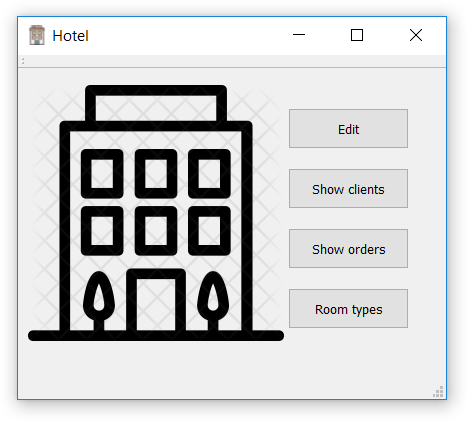 Hotel
Edit
Show clients
Show orders
Room types